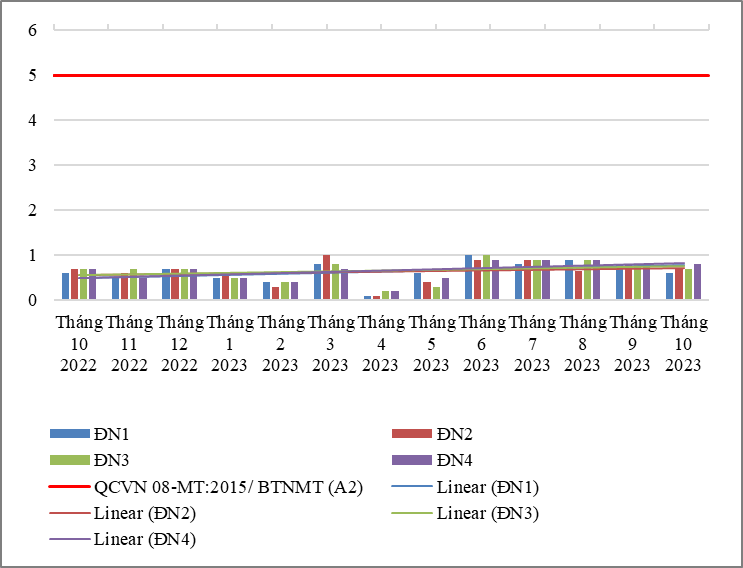 6
5
4
3
2
1
0
Tháng Tháng Tháng Tháng Tháng Tháng Tháng Tháng Tháng Tháng Tháng Tháng Tháng
10 11 12 1 2 3 4 5 6 7 8 9 10
2022 2022 2022 2023 2023 2023 2023 2023 2023 2023 2023 2023 2023
ĐN1 ĐN2
ĐN3 ĐN4
QCVN 08-MT:2015/ BTNMT (A2) Linear (ĐN1)
Linear (ĐN2) Linear (ĐN3)
Linear (ĐN4)